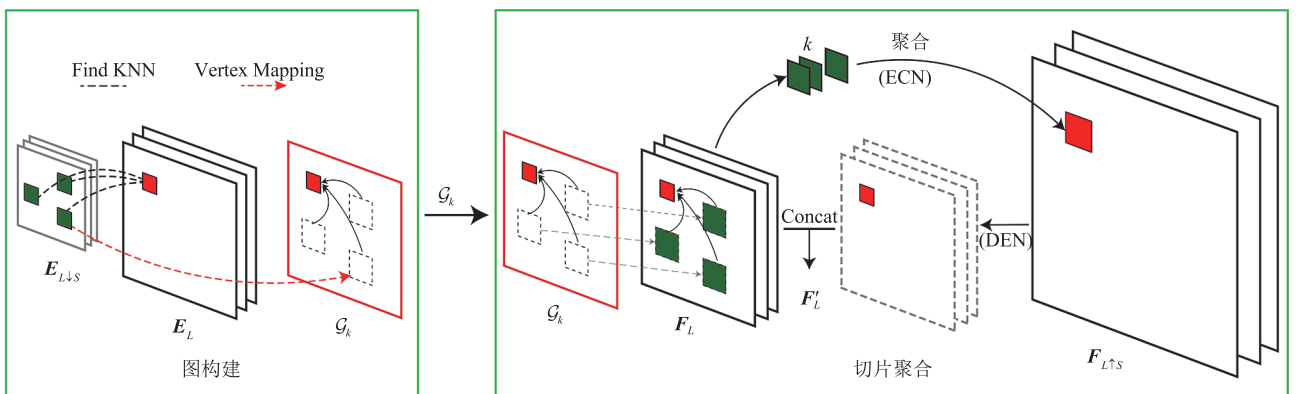 Find KNN
Vertex Mapping
E_{L↓S}
E_L
𝒢_k
图构建
𝒢_k
k
聚合
(ECN)
𝒢_k
F_L
Concat
F'_L
(DEN)
F_{L↑S}
切片聚合